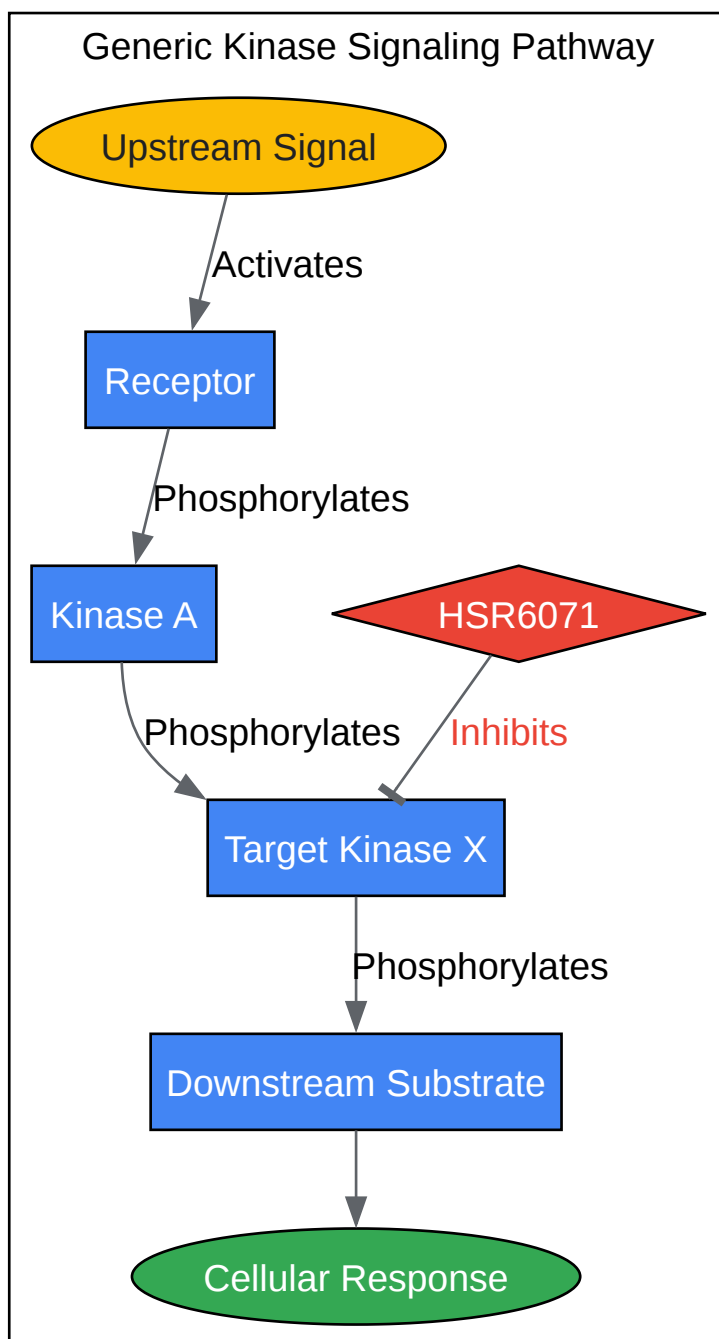 Generic Kinase Signaling Pathway
Upstream Signal
Activates
Receptor
Phosphorylates
Kinase A
HSR6071
Phosphorylates
Inhibits
Target Kinase X
Phosphorylates
Downstream Substrate
Cellular Response